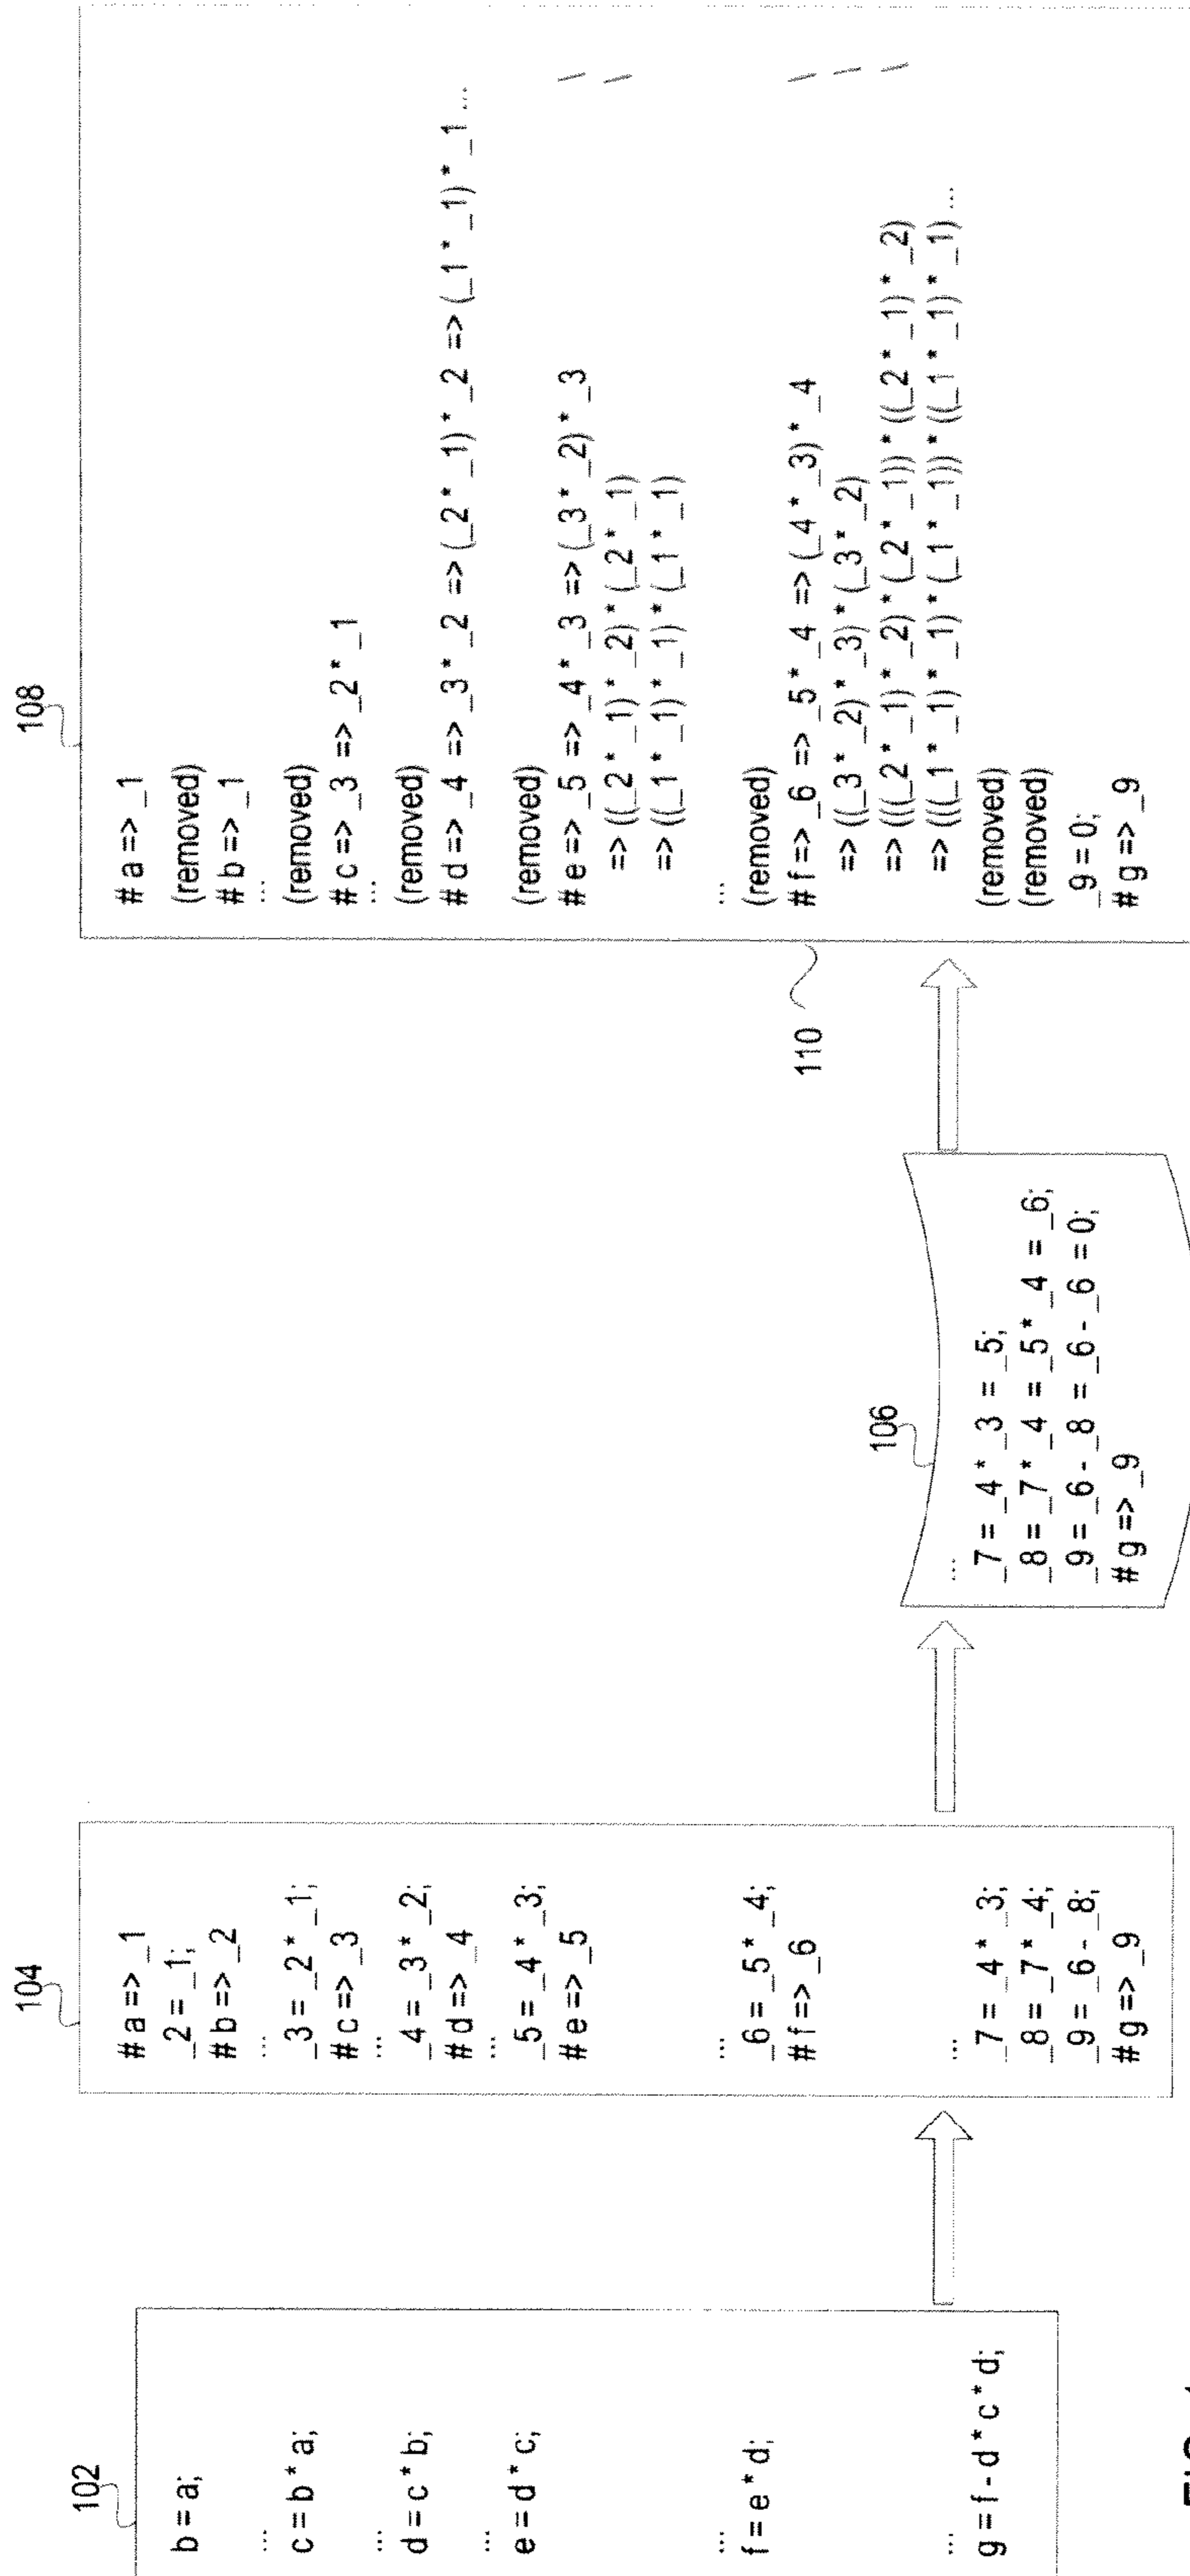 102
b = a;
...
c = b * a;
...
d = c * b;
...
e = d * c;
...
f = e * d;
...
g = f - d * c * d;
104
# a => _1
_2 = _1;
# b => _2
...
_3 = _2 * _1;
# c => _3
...
_4 = _3 * _2;
# d => _4
...
_5 = _4 * _3;
# e => _5
...
_6 = _5 * _4;
# f => _6
...
_7 = _4 * _3;
_8 = _7 * _4;
_9 = _6 - _8;
# g => _9
106
...
_7 = _4 * _3 = _5;
_8 = _7 * _4 = _5 * _4 = _6;
_9 = _6 - _8 = _6 - _6 = 0;
# g => _9
108
# a => _1
(removed)
# b => _1
...
(removed)
# c => _3 => _2 * _1
...
(removed)
# d => _4 => _3 * _2 => (_2 * _1) * _2 => (_1 * _1) * _1 ...
(removed)
# e => _5 => _4 * _3 => (_3 * _2) * _3 \
=> ((_2 * _1) * _2) * (_2 * _1) \
=> ((_1 * _1) * _1) * (_1 * _1)
...
(removed)
# f => _6 => _5 * _4 => (_4 * _3) * _4 \
=> ((_3 * _2) * _3) * (_3 * _2) \
=> (((_2 * _1) * _2) * (_2 * _1)) * ((_2 * _1) * _2) \
=> (((_1 * _1) * _1) * (_1 * _1)) * ((_1 * _1) * _1) ...
(removed)
(removed)
_9 = 0;
# g => _9
110